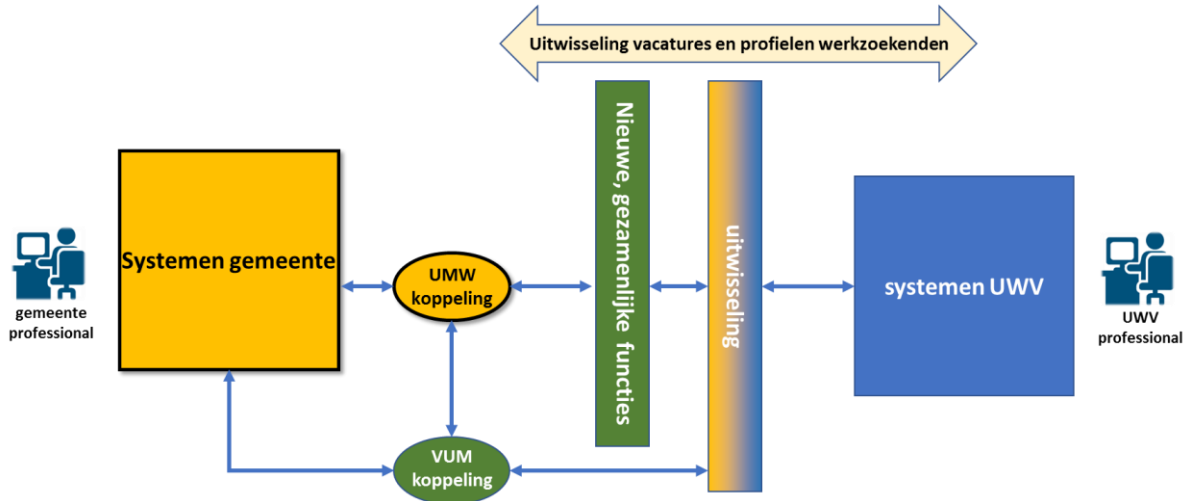 Uitwisseling vacatures en profielen werkzoekenden
Systemen gemeente
gemeente
professional
UMW
koppeling
VUM
koppeling
Nieuwe, gezamenlijke functies
uitwisseling
systemen UWV
UWV
professional